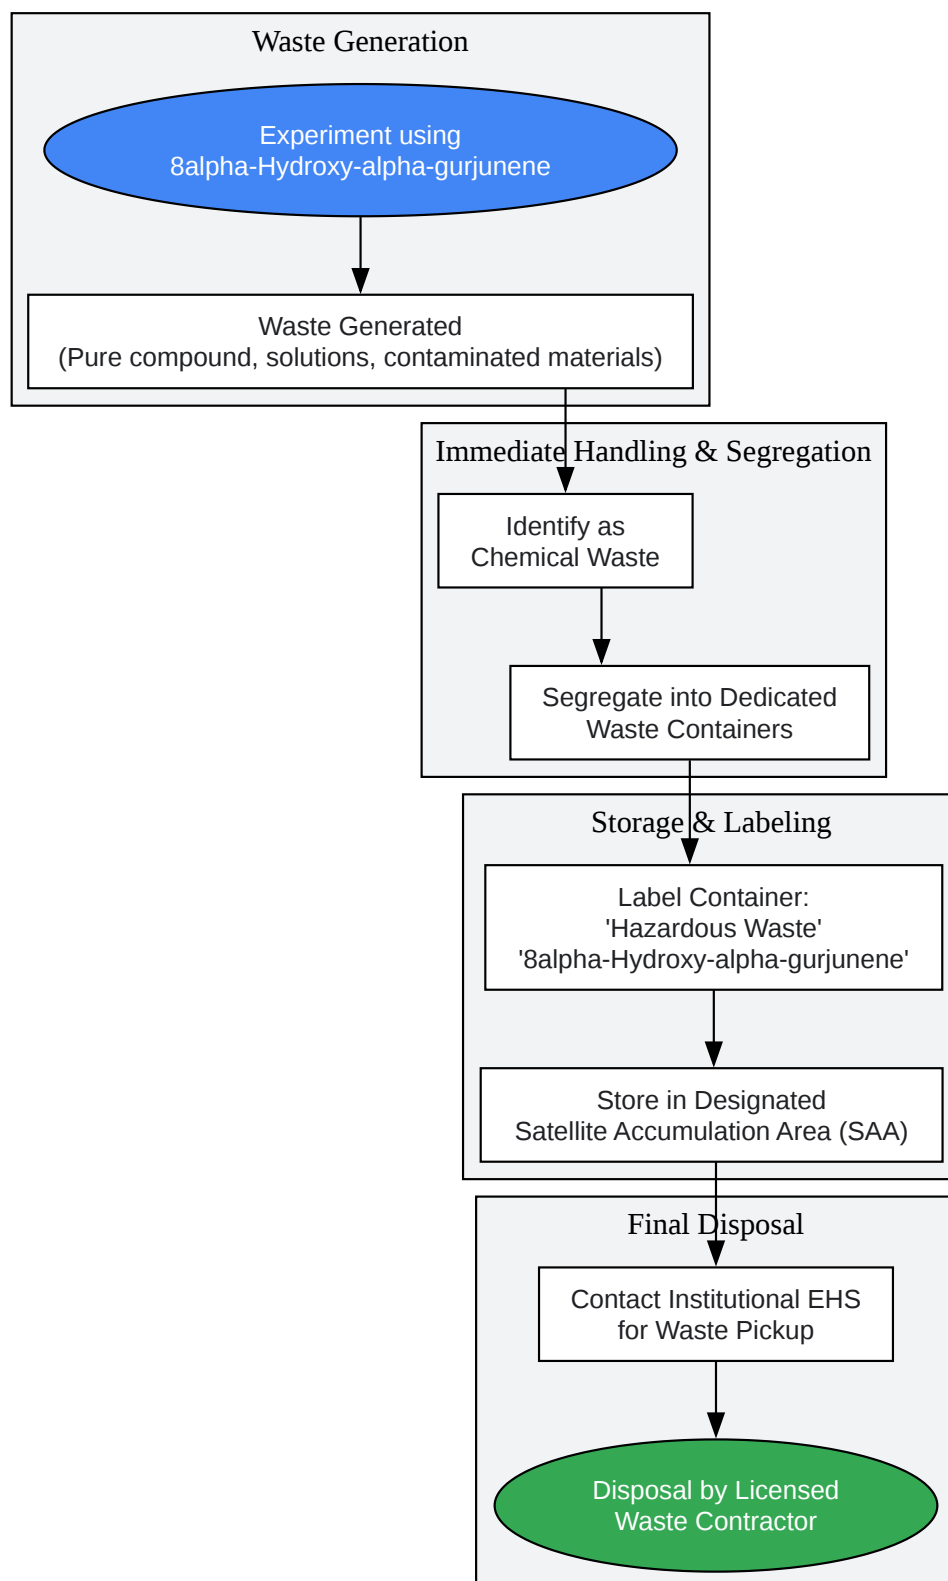 Waste Generation
Experiment using
8alpha-Hydroxy-alpha-gurjunene
Waste Generated
(Pure compound, solutions, contaminated materials)
Immediate Handling & Segregation
Identify as
Chemical Waste
Segregate into Dedicated
Waste Containers
Storage & Labeling
Label Container:
'Hazardous Waste'
'8alpha-Hydroxy-alpha-gurjunene'
Store in Designated
Satellite Accumulation Area (SAA)
Final Disposal
Contact Institutional EHS
for Waste Pickup
Disposal by Licensed
Waste Contractor